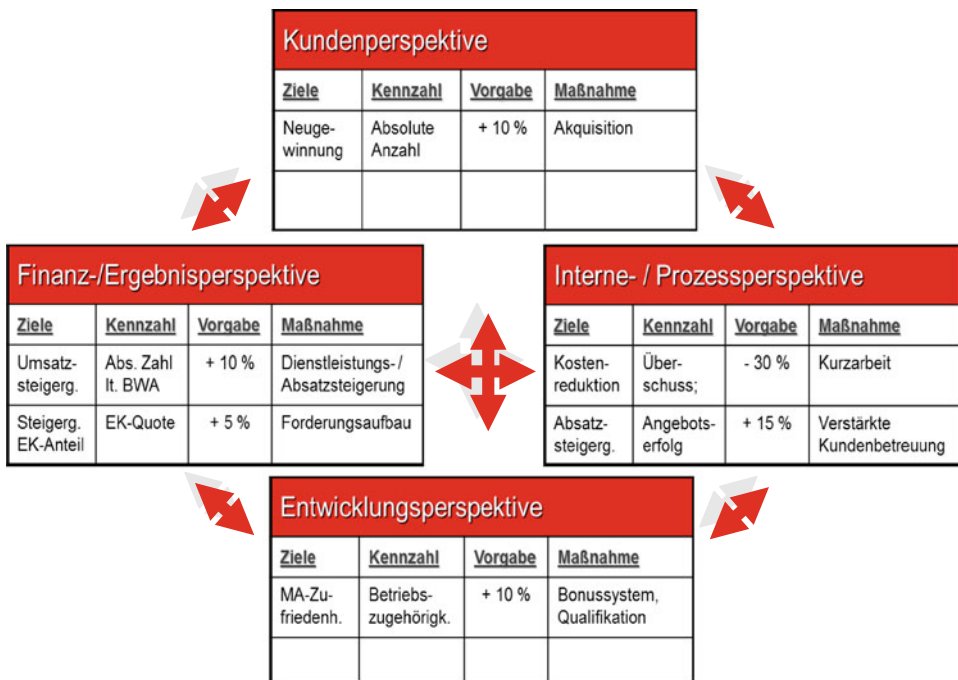 Kundenperspektive
Ziele Kennzahl Vorgabe Maßnahme
Neuge- Absolute + 10 % Akquisition
winnung Anzahl
Finanz-/Ergebnisperspektive
Ziele Kennzahl Vorgabe Maßnahme
Umsatz- Abs. Zahl + 10 % Dienstleistungs- /
steigerg. lt. BWA Absatzsteigerung
Steigerg. EK-Quote + 5 % Forderungsaufbau
EK-Anteil
Interne- / Prozessperspektive
Ziele Kennzahl Vorgabe Maßnahme
Kosten- Über- - 30 % Kurzarbeit
reduktion schuss;
Absatz- Angebots- + 15 % Verstärkte
steigerg. erfolg Kundenbetreuung
Entwicklungsperspektive
Ziele Kennzahl Vorgabe Maßnahme
MA-Zu- Betriebs- + 10 % Bonussystem,
friedenh. zugehörigk. Qualifikation